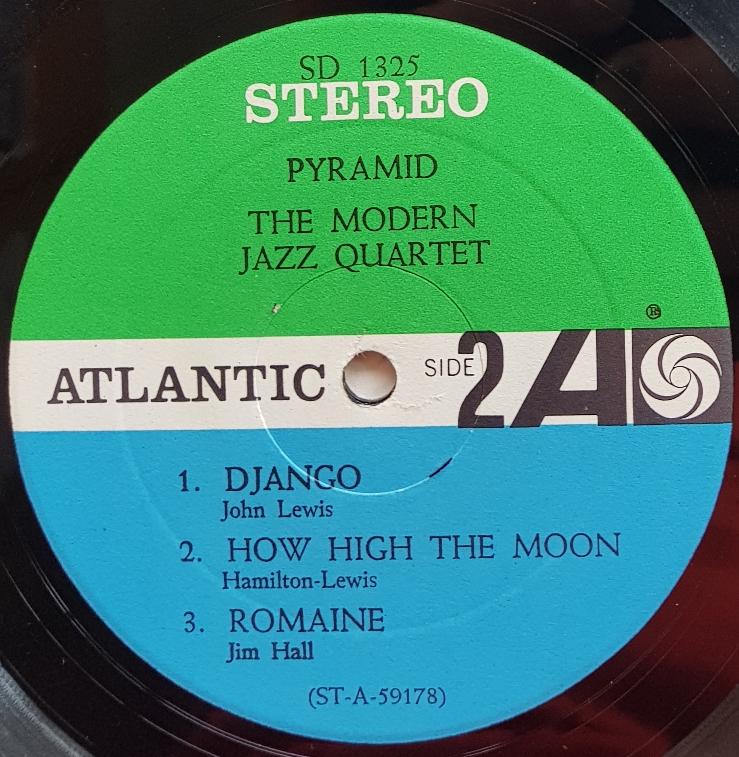 SD 1325
STEREO
PYRAMID
THE MODERN
JAZZ QUARTET
®
ATLANTIC SIDE 2 A
1. DJANGO
John Lewis
2. HOW HIGH THE MOON
Hamilton-Lewis
3. ROMAINE
Jim Hall
(ST-A-59178)